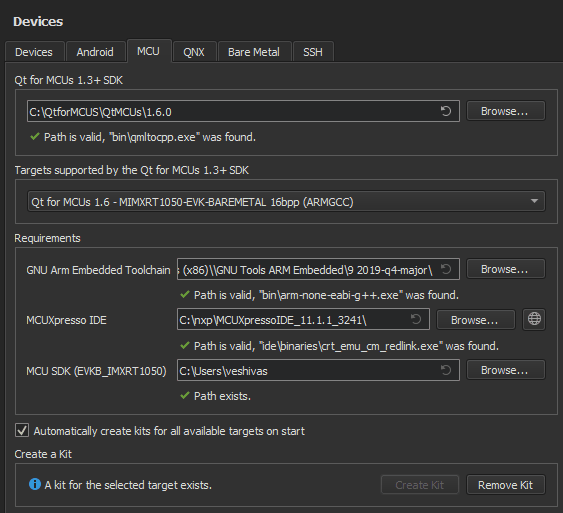 Devices
Devices Android MCU QNX Bare Metal SSH
Qt for MCUs 1.3+ SDK
C:\QtforMCUS\QtMCUs\1.6.0 Browse...
Path is valid, "bin\qmltocpp.exe" was found.
Targets supported by the Qt for MCUs 1.3+ SDK
Qt for MCUs 1.6 - MIMXRT1050-EVK-BAREMETAL 16bpp (ARMGCC)
Requirements
GNU Arm Embedded Toolchain (x86)\\GNU Tools ARM Embedded\9 2019-q4-major\ Browse...
Path is valid, "bin\arm-none-eabi-g++.exe" was found.
MCUXpresso IDE C:\nxp\MCUXpressoIDE_11.1.1_3241\ Browse...
Path is valid, "ide\binaries\crt_emu_cm_redlink.exe" was found.
MCU SDK (EVKB_IMXRT1050) C:\Users\veshivas Browse...
Path exists.
Automatically create kits for all available targets on start
Create a Kit
A kit for the selected target exists. Create Kit Remove Kit